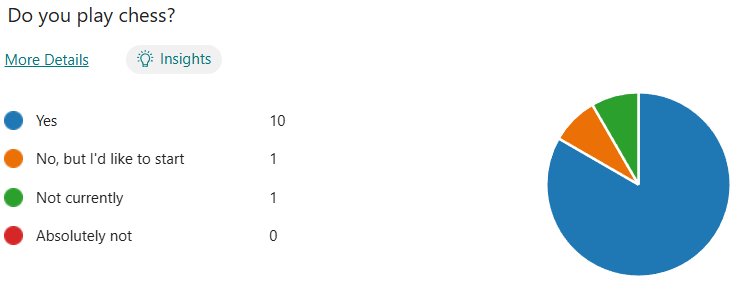 Do you play chess?
More Details
Insights
Yes 10
No, but I'd like to start 1
Not currently 1
Absolutely not 0